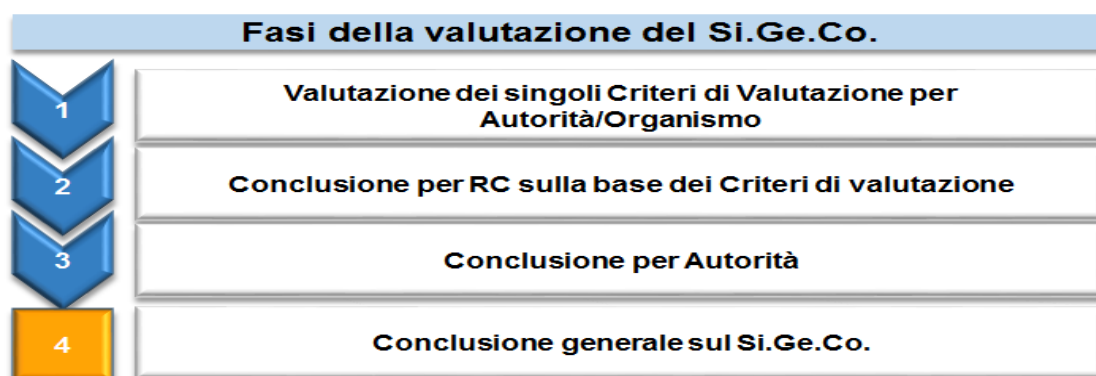 Fasi della valutazione del Si.Ge.Co.
1
Valutazione dei singoli Criteri di Valutazione per
Autorità/Organismo
2
Conclusione per RC sulla base dei Criteri di valutazione
3
Conclusione per Autorità
4
Conclusione generale sul Si.Ge.Co.